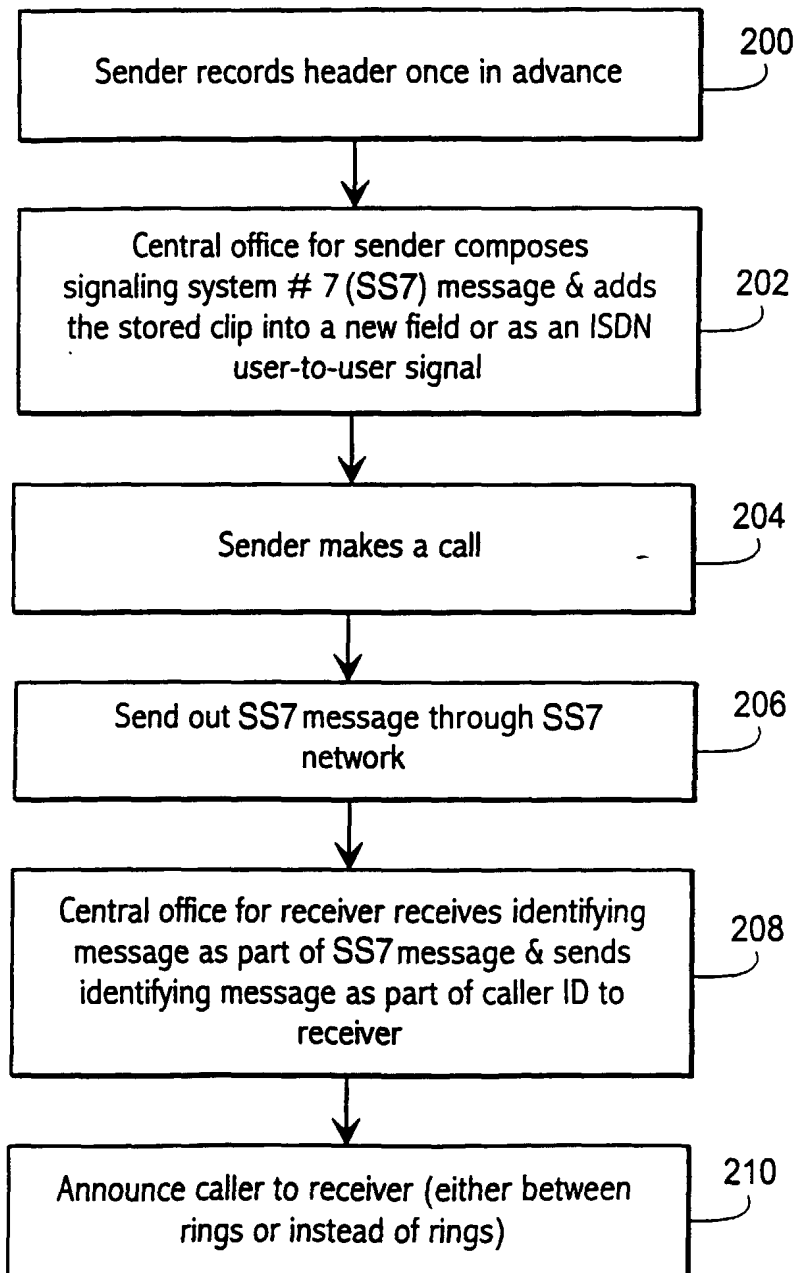 Sender records header once in advance
200
Central office for sender composes
signaling system # 7 (SS7) message & adds
the stored clip into a new field or as an ISDN
user-to-user signal
202
Sender makes a call
204
Send out SS7 message through SS7
network
206
Central office for receiver receives identifying
message as part of SS7 message & sends
identifying message as part of caller ID to
receiver
208
Announce caller to receiver (either between
rings or instead of rings)
210